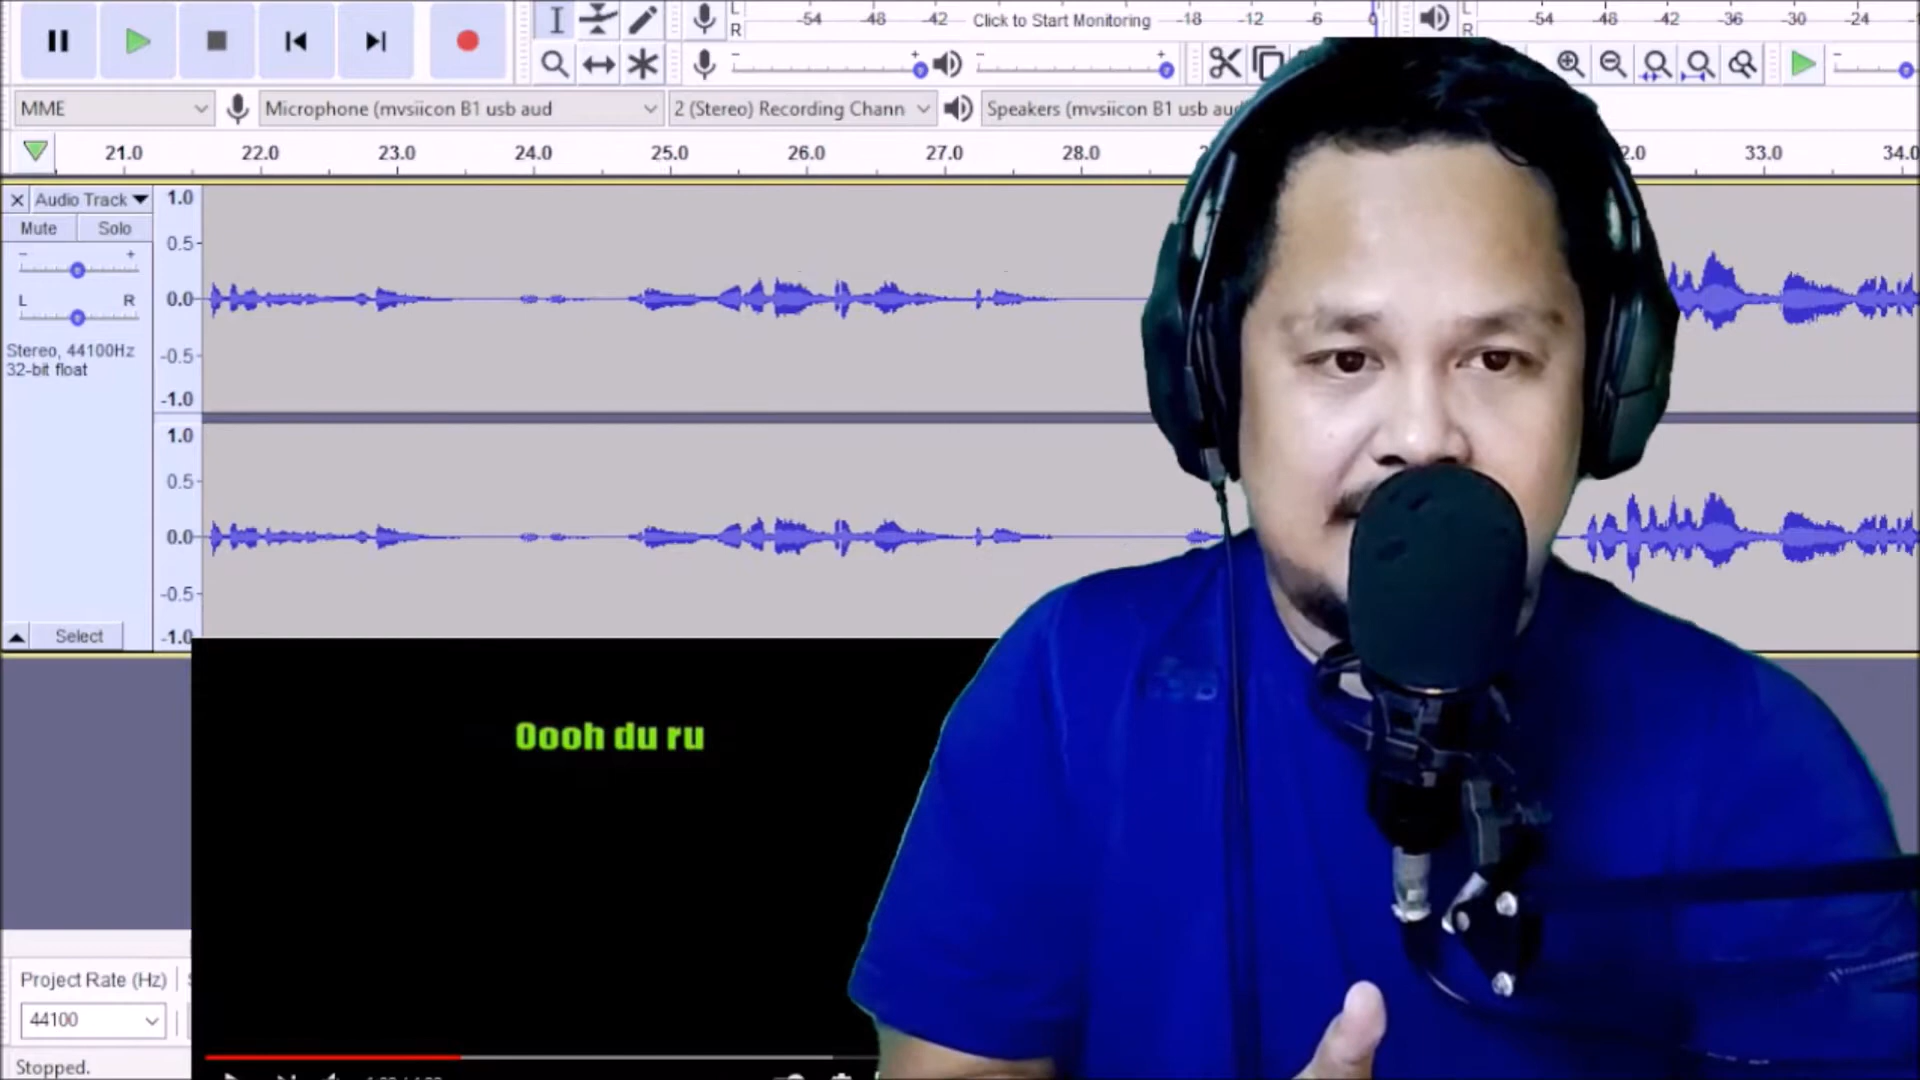 L
R
-54 -48 -42 Click to Start Monitoring -18 -12 -6 0
L
R
-54 -48 -42 -36 -30 -24
- +
- +
-
MME
Microphone (mvsiicon B1 usb aud
2 (Stereo) Recording Chann
Speakers (mvsiicon B1 usb aud
21.0 22.0 23.0 24.0 25.0 26.0 27.0 28.0 33.0 34.0
Audio Track
Mute Solo
- +
L R
Stereo, 44100Hz
32-bit float
Select
1.0
0.5
0.0
-0.5
-1.0
1.0
0.5
0.0
-0.5
-1.0
Oooh du ru
Project Rate (Hz)
44100
Stopped.